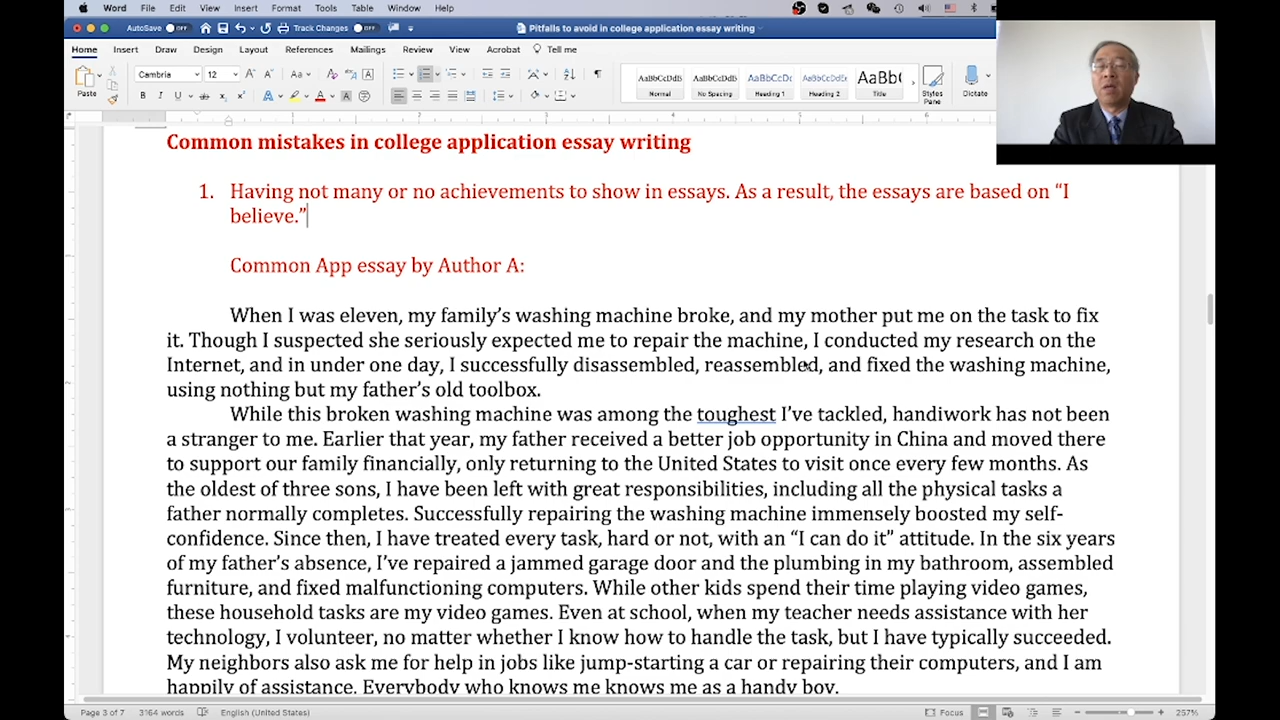 Word File Edit View Insert Format Tools Table Window Help
AutoSave OFF Track Changes OFF Pitfalls to avoid in college application essay writing
Home Insert Draw Design Layout References Mailings Review View Acrobat Tell me
Paste Cambria 12 AaBbCcDdEe Normal AaBbCcDdEe No Spacing AaBbCcDc Heading 1 AaBbCcDdEe Heading 2 AaBb( Title Styles Pane Dictate
Common mistakes in college application essay writing
1. Having not many or no achievements to show in essays. As a result, the essays are based on “I
believe.”
Common App essay by Author A:
When I was eleven, my family’s washing machine broke, and my mother put me on the task to fix
it. Though I suspected she seriously expected me to repair the machine, I conducted my research on the
Internet, and in under one day, I successfully disassembled, reassembled, and fixed the washing machine,
using nothing but my father’s old toolbox.
While this broken washing machine was among the toughest I’ve tackled, handiwork has not been
a stranger to me. Earlier that year, my father received a better job opportunity in China and moved there
to support our family financially, only returning to the United States to visit once every few months. As
the oldest of three sons, I have been left with great responsibilities, including all the physical tasks a
father normally completes. Successfully repairing the washing machine immensely boosted my self-
confidence. Since then, I have treated every task, hard or not, with an “I can do it” attitude. In the six years
of my father’s absence, I’ve repaired a jammed garage door and the plumbing in my bathroom, assembled
furniture, and fixed malfunctioning computers. While other kids spend their time playing video games,
these household tasks are my video games. Even at school, when my teacher needs assistance with her
technology, I volunteer, no matter whether I know how to handle the task, but I have typically succeeded.
My neighbors also ask me for help in jobs like jump-starting a car or repairing their computers, and I am
happily of assistance. Everybody who knows me knows me as a handy boy.
Page 3 of 7 3164 words English (United States) Focus 257%